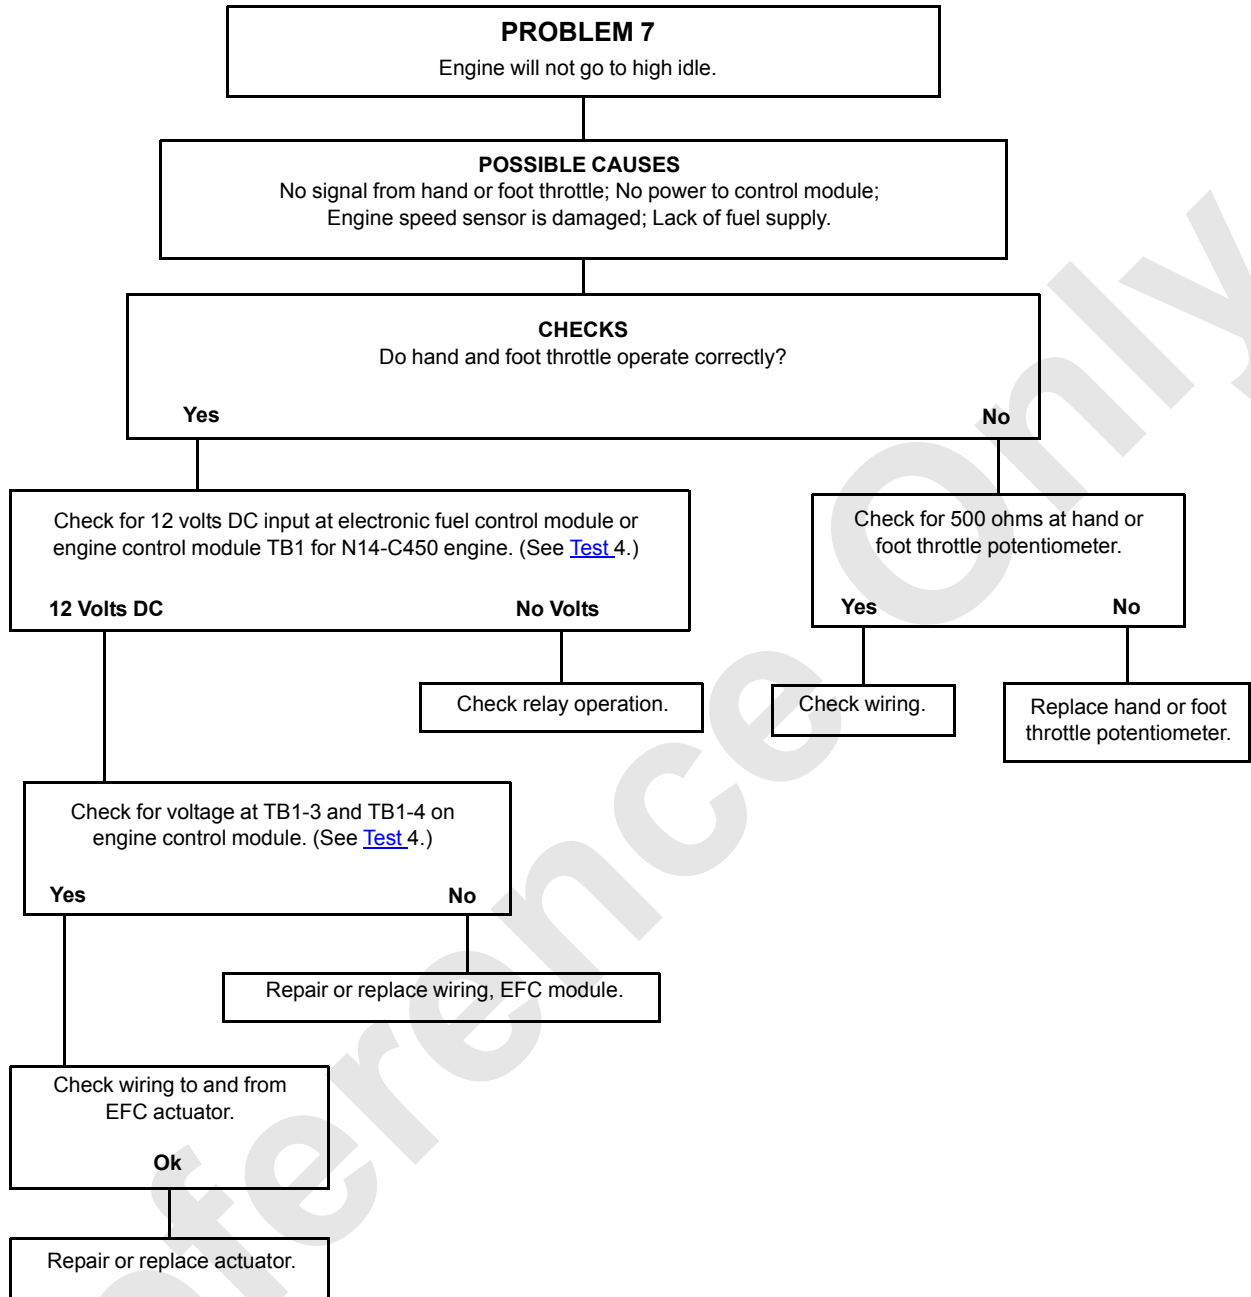 PROBLEM 7
Engine will not go to high idle.
POSSIBLE CAUSES
No signal from hand or foot throttle; No power to control module;
Engine speed sensor is damaged; Lack of fuel supply.
CHECKS
Do hand and foot throttle operate correctly?
Yes
No
Check for 12 volts DC input at electronic fuel control module or
engine control module TB1 for N14-C450 engine. (See Test 4.)
12 Volts DC
No Volts
Check for 500 ohms at hand or
foot throttle potentiometer.
Yes
No
Check relay operation.
Check wiring.
Replace hand or foot
throttle potentiometer.
Check for voltage at TB1-3 and TB1-4 on
engine control module. (See Test 4.)
Yes
No
Repair or replace wiring, EFC module.
Check wiring to and from
EFC actuator.
Ok
Repair or replace actuator.
eference Only